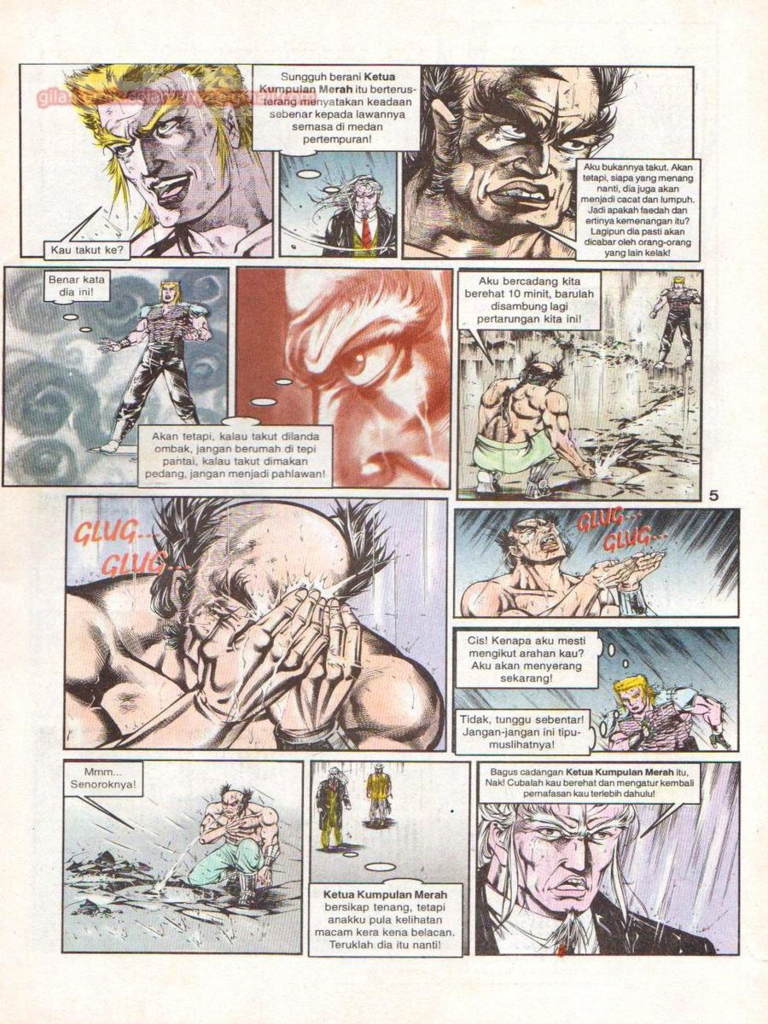 Kau takut ke?
Sungguh berani Ketua
Kumpulan Merah itu berterus-
terang menyatakan keadaan
sebenar kepada lawannya
semasa di medan
pertempuran!
Aku bukannya takut. Akan
tetapi, siapa yang menang
nanti, dia juga akan
menjadi cacat dan lumpuh.
Jadi apakah faedah dan
ertinya kemenangan itu?
Lagipun dia pasti akan
dicabar oleh orang-orang
yang lain kelak!
Benar kata
dia ini!
Akan tetapi, kalau takut dilanda
ombak, jangan berumah di tepi
pantai, kalau takut dimakan
pedang, jangan menjadi pahlawan!
Aku bercadang kita
berehat 10 minit, barulah
disambung lagi
pertarungan kita ini!
5
GLUG...
GLUG...
GLUG...
GLUG...
Cis! Kenapa aku mesti
mengikut arahan kau?
Aku akan menyerang
sekarang!
Tidak, tunggu sebentar!
Jangan-jangan ini tipu-
muslihatnya!
Mmm...
Senoroknya!
Ketua Kumpulan Merah
bersikap tenang, tetapi
anakku pula kelihatan
macam kera kena belacan.
Teruklah dia itu nanti!
Bagus cadangan Ketua Kumpulan Merah itu,
Nak! Cubalah kau berehat dan mengatur kembali
pernafasan kau terlebih dahulu!